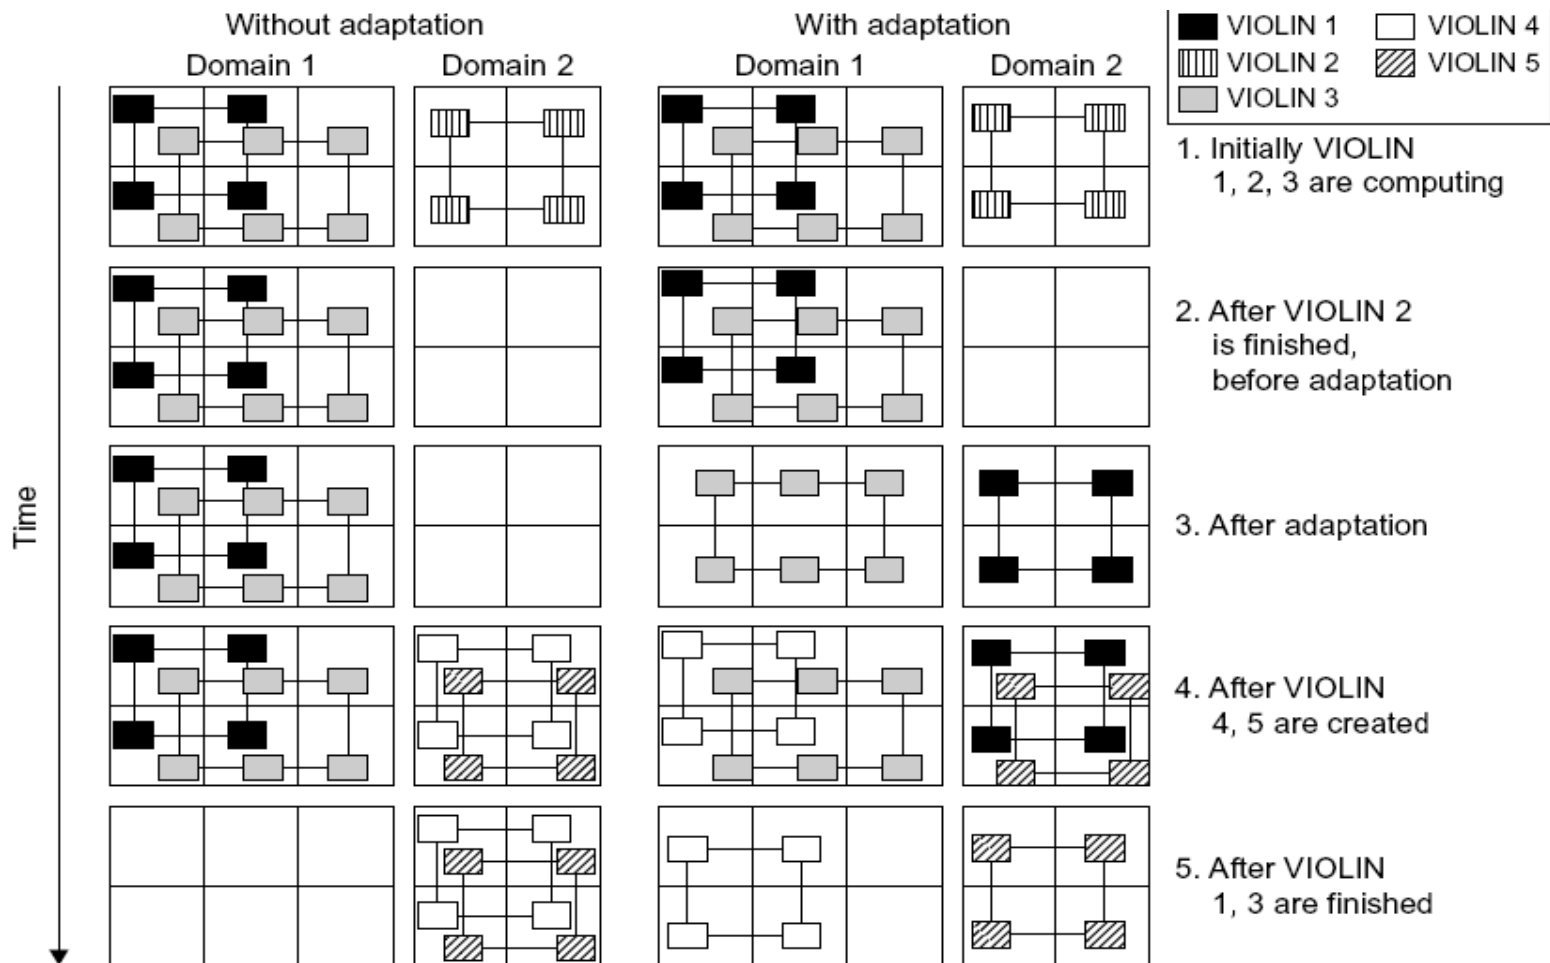 Without adaptation
With adaptation
Domain 1
Domain 2
Domain 1
Domain 2
VIOLIN 1
VIOLIN 4
VIOLIN 2
VIOLIN 5
VIOLIN 3
1. Initially VIOLIN
1, 2, 3 are computing
2. After VIOLIN 2
is finished,
before adaptation
Time
3. After adaptation
4. After VIOLIN
4, 5 are created
5. After VIOLIN
1, 3 are finished